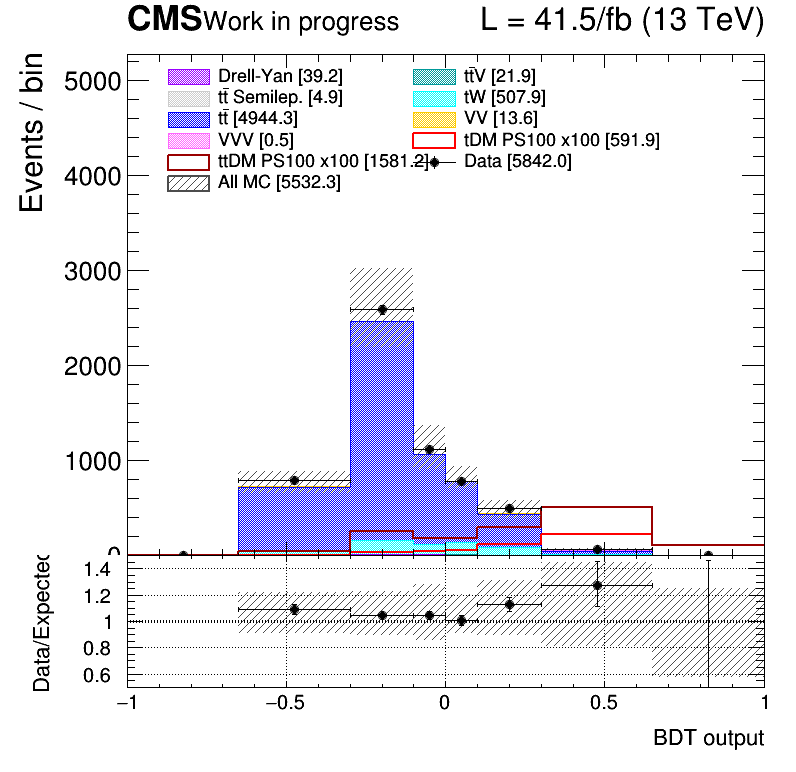 CMS Work in progress L = 41.5/fb (13 TeV)
Events / bin
Drell-Yan [39.2] tt̄V [21.9]
tt̄ Semilep. [4.9] tW [507.9]
tt̄ [4944.3] VV [13.6]
VVV [0.5] tDM PS100 x100 [591.9]
ttDM PS100 x100 [1581.2] Data [5842.0]
All MC [5532.3]
5000
4000
3000
2000
1000
0
Data/Expected
1.4
1.2
1
0.8
0.6
−1 −0.5 0 0.5 1
BDT output